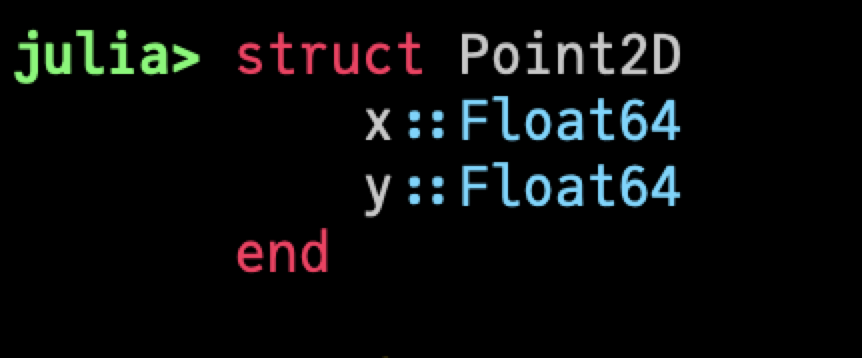 julia> struct Point2D
           x::Float64
           y::Float64
       end